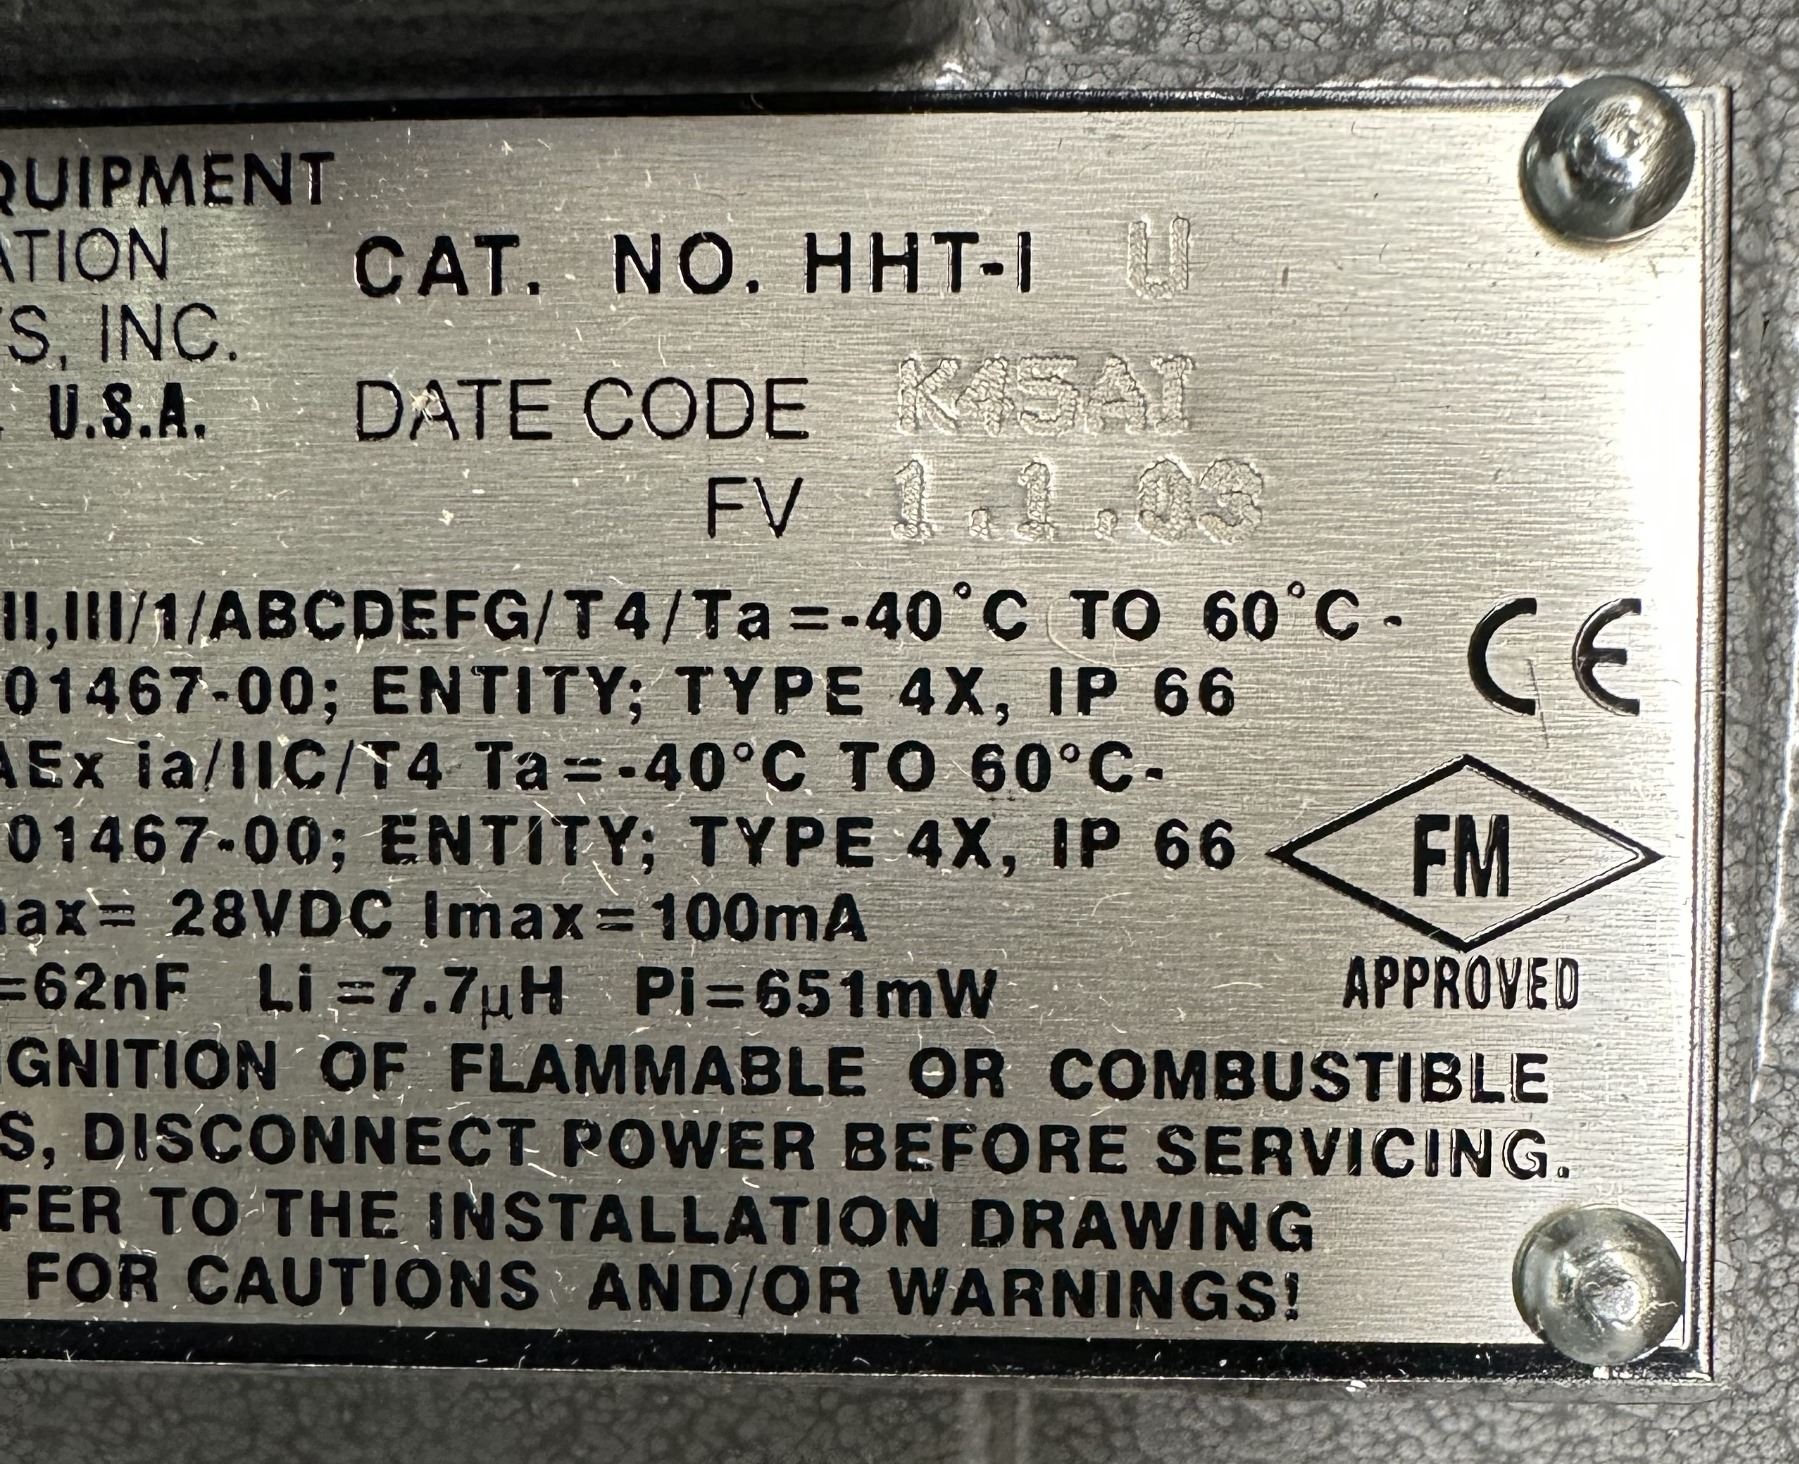 QUIPMENT
ATION
CAT. NO. HHT-I U
TS, INC.
U.S.A.
DATE CODE K45AI
FV 1.1.03
II,III/1/ABCDEFG/T4/Ta=-40°C TO 60°C-
01467-00; ENTITY; TYPE 4X, IP 66
AEx ia/IIC/T4 Ta=-40°C TO 60°C-
01467-00; ENTITY; TYPE 4X, IP 66
max= 28VDC Imax=100mA
=62nF Li =7.7µH Pi=651mW
CE
FM
APPROVED
IGNITION OF FLAMMABLE OR COMBUSTIBLE
S, DISCONNECT POWER BEFORE SERVICING.
FER TO THE INSTALLATION DRAWING
FOR CAUTIONS AND/OR WARNINGS!